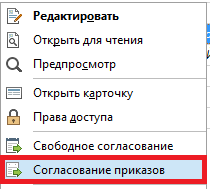 Редактировать
Открыть для чтения
Предпросмотр
Открыть карточку
Права доступа
Свободное согласование
Согласование приказов